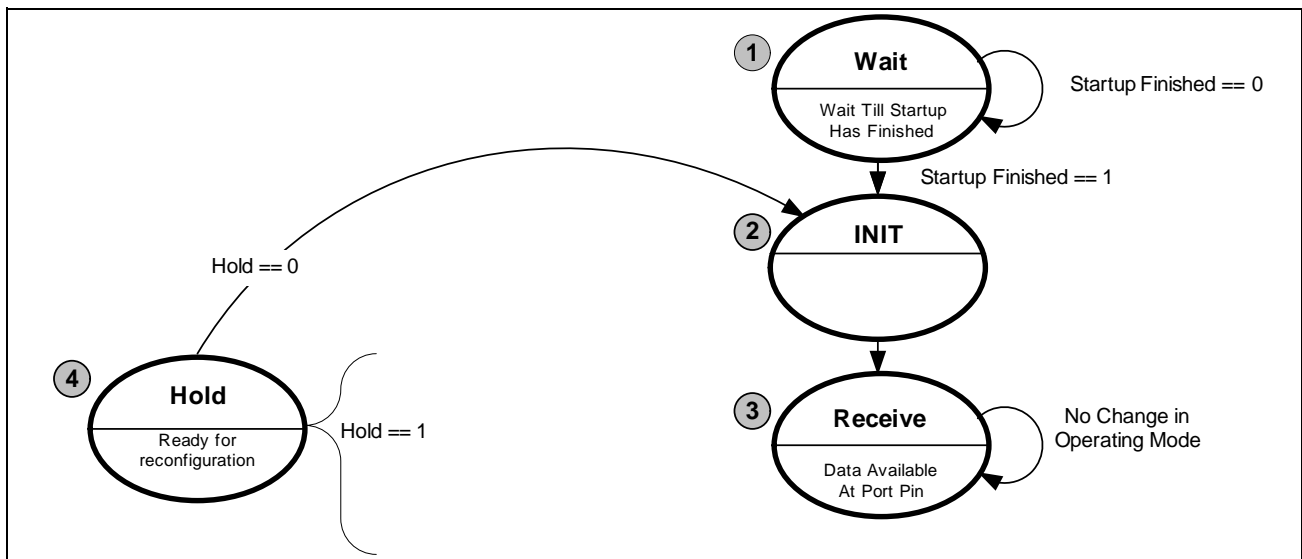 1
Wait
Wait Till Startup
Has Finished
Startup Finished == 0
Startup Finished == 1
2
INIT
Hold == 0
4
Hold
Ready for
reconfiguration
Hold == 1
3
Receive
Data Available
At Port Pin
No Change in
Operating Mode